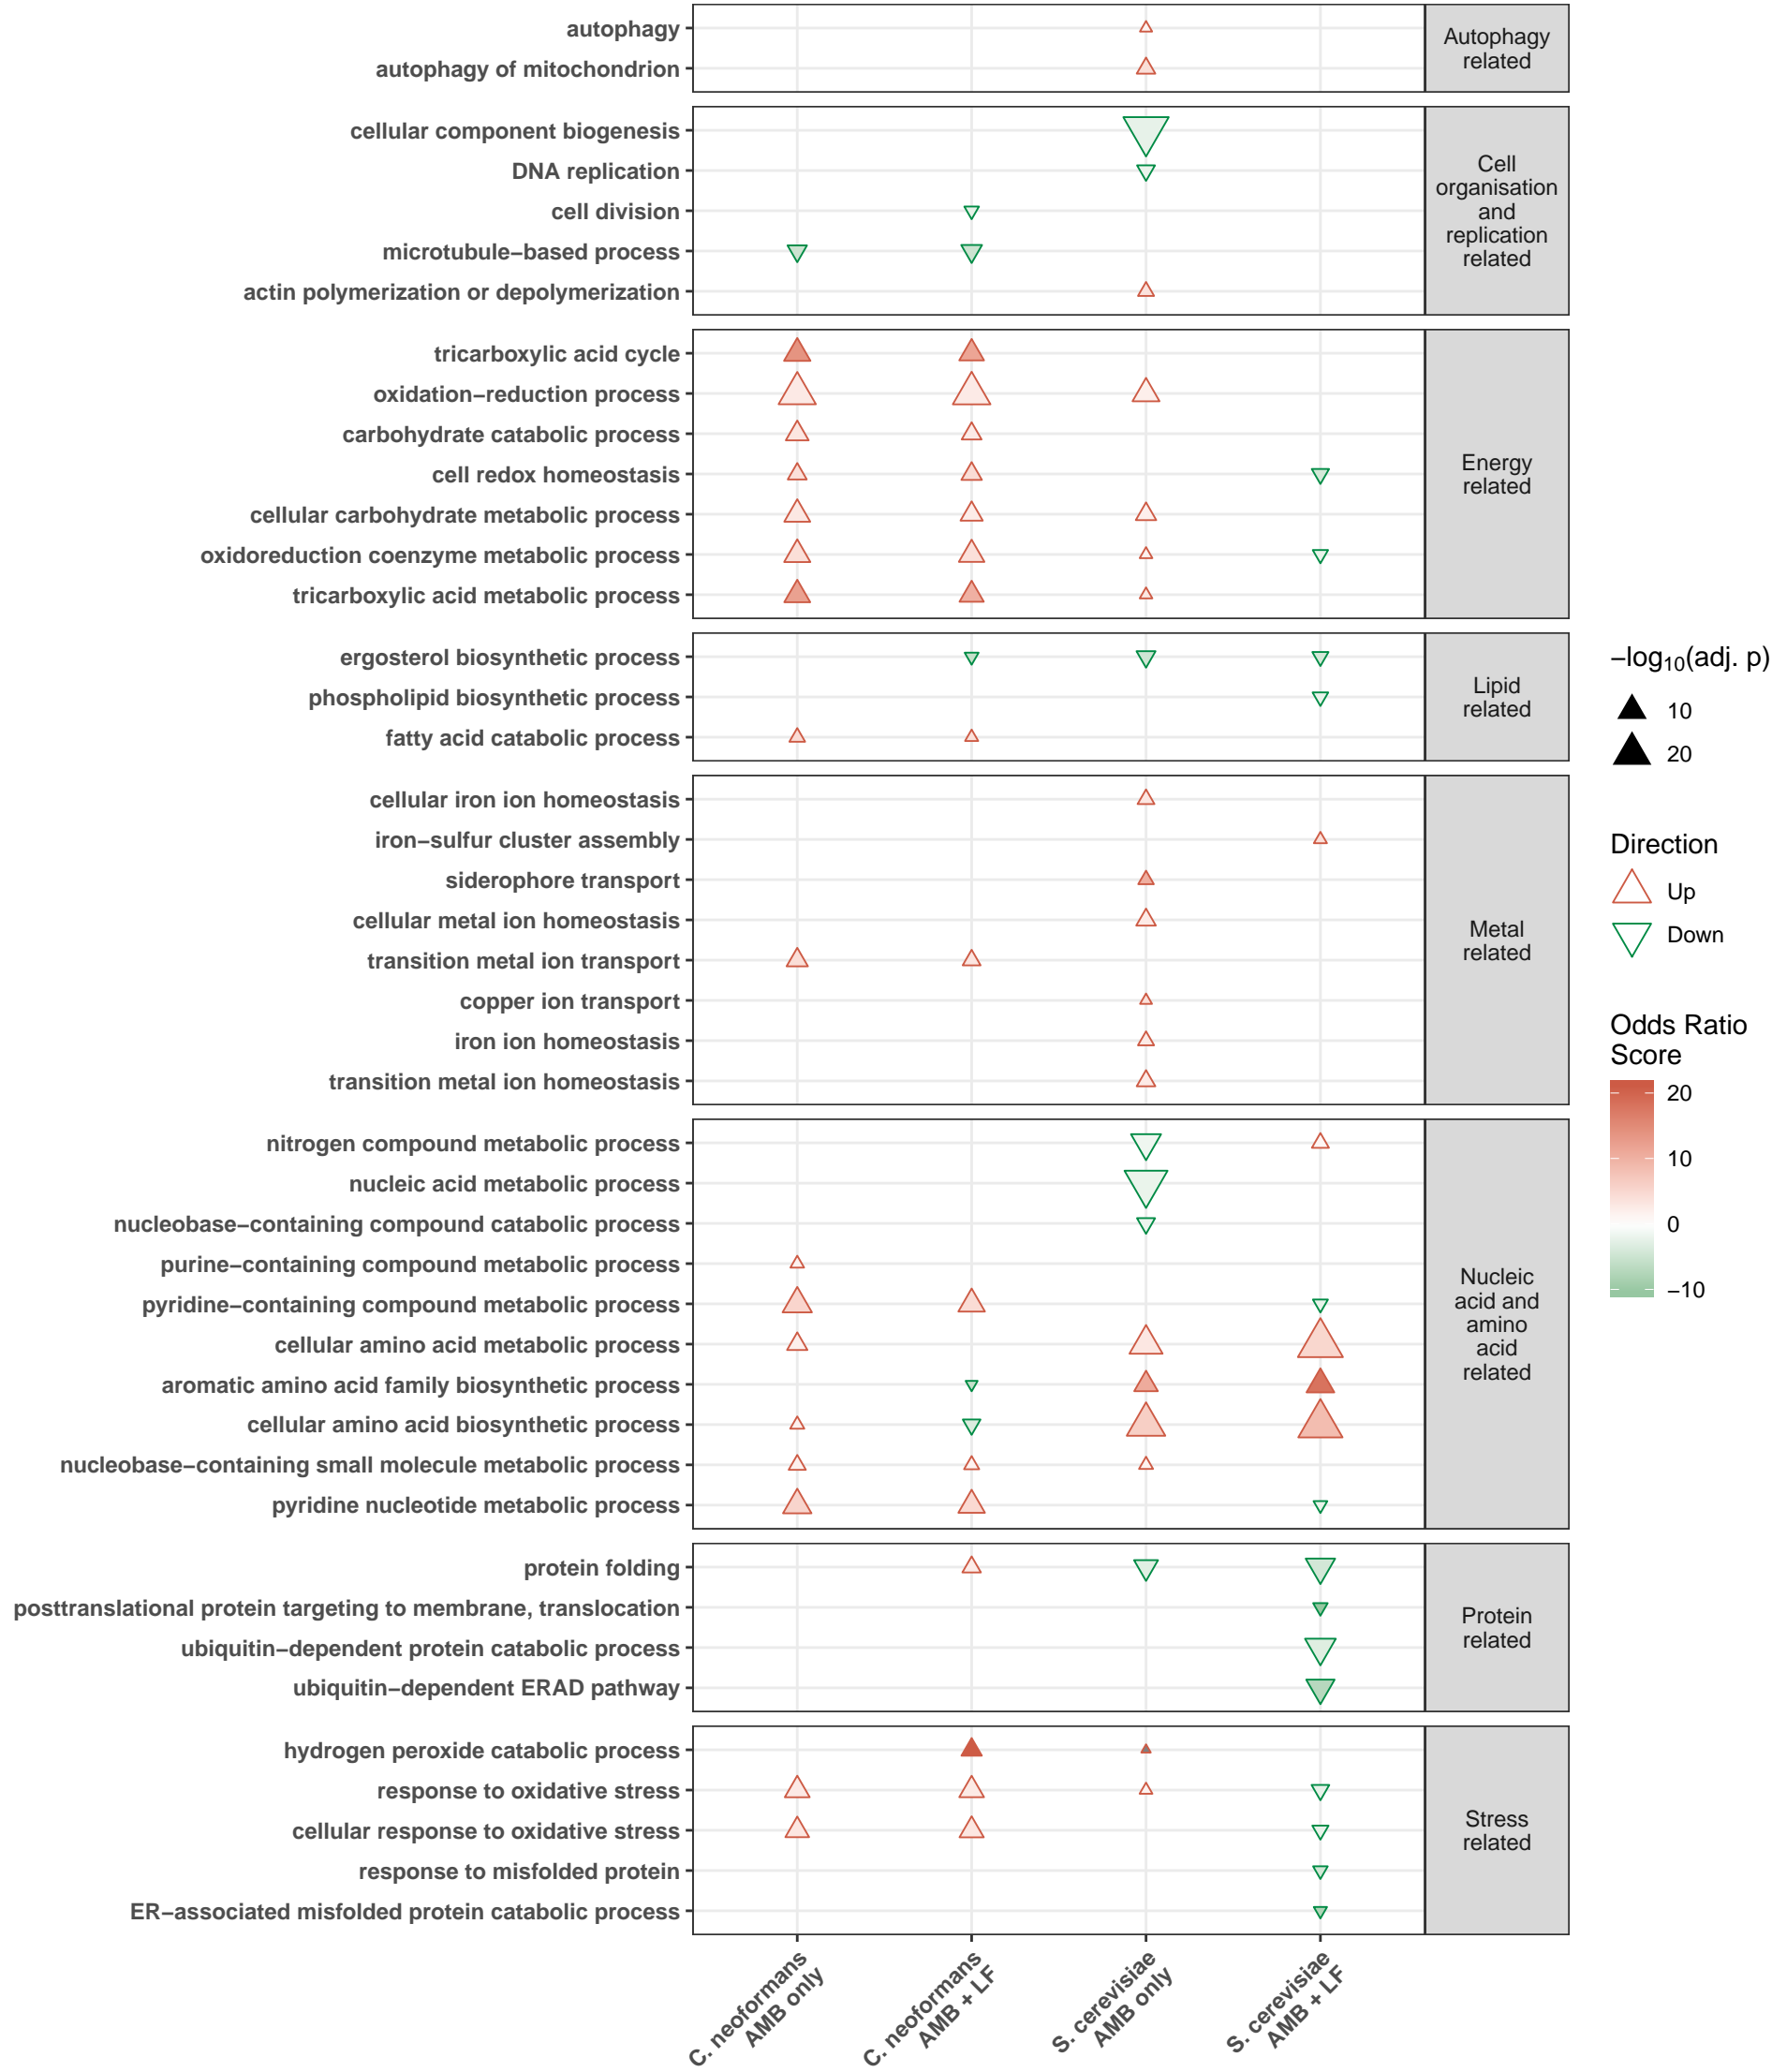 autophagy
autophagy of mitochondrion
Autophagy
related
cellular component biogenesis
DNA replication
cell division
microtubule−based process
actin polymerization or depolymerization
Cell
organisation
and
replication
related
tricarboxylic acid cycle
oxidation−reduction process
carbohydrate catabolic process
cell redox homeostasis
cellular carbohydrate metabolic process
oxidoreduction coenzyme metabolic process
tricarboxylic acid metabolic process
Energy
related
ergosterol biosynthetic process
phospholipid biosynthetic process
fatty acid catabolic process
Lipid
related
cellular iron ion homeostasis
iron−sulfur cluster assembly
siderophore transport
cellular metal ion homeostasis
transition metal ion transport
copper ion transport
iron ion homeostasis
transition metal ion homeostasis
Metal
related
nitrogen compound metabolic process
nucleic acid metabolic process
nucleobase−containing compound catabolic process
purine−containing compound metabolic process
pyridine−containing compound metabolic process
cellular amino acid metabolic process
aromatic amino acid family biosynthetic process
cellular amino acid biosynthetic process
nucleobase−containing small molecule metabolic process
pyridine nucleotide metabolic process
Nucleic
acid and
amino
acid
related
protein folding
posttranslational protein targeting to membrane, translocation
ubiquitin−dependent protein catabolic process
ubiquitin−dependent ERAD pathway
Protein
related
hydrogen peroxide catabolic process
response to oxidative stress
cellular response to oxidative stress
response to misfolded protein
ER−associated misfolded protein catabolic process
Stress
related
C. neoformans
AMB only
C. neoformans
AMB + LF
S. cerevisiae
AMB only
S. cerevisiae
AMB + LF
−log₁₀(adj. p)
10
20
Direction
Up
Down
Odds Ratio
Score
20
10
0
−10